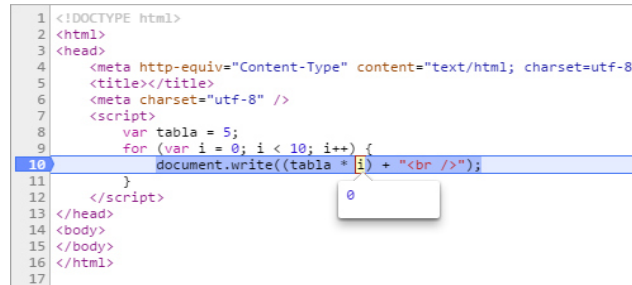 1 <!DOCTYPE html>
2 <html>
3 <head>
4 <meta http-equiv="Content-Type" content="text/html; charset=utf-8
5 <title></title>
6 <meta charset="utf-8" />
7 <script>
8 var tabla = 5;
9 for (var i = 0; i < 10; i++) {
10 document.write((tabla * i) + "<br />");
11 }
0
12 </script>
13 </head>
14 <body>
15 </body>
16 </html>
17